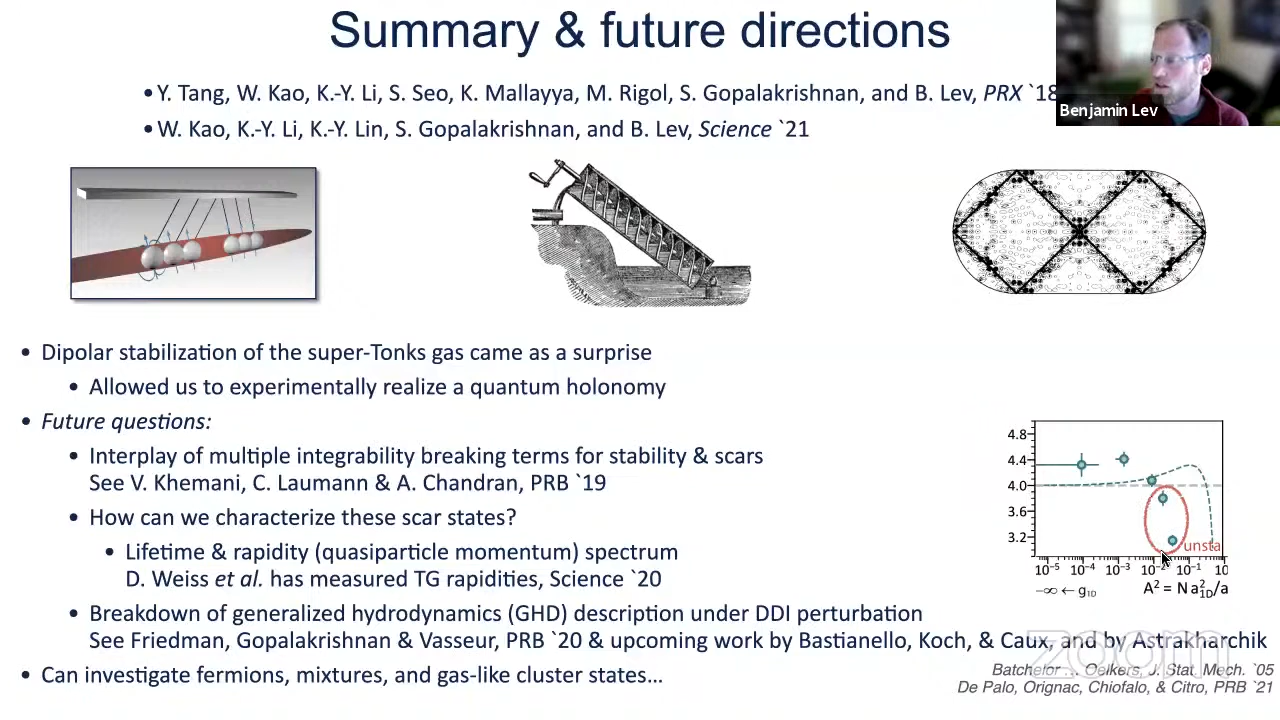 Summary & future directions
Benjamin Lev
•Y. Tang, W. Kao, K.-Y. Li, S. Seo, K. Mallayya, M. Rigol, S. Gopalakrishnan, and B. Lev, PRX `18
•W. Kao, K.-Y. Li, K.-Y. Lin, S. Gopalakrishnan, and B. Lev, Science `21
• Dipolar stabilization of the super-Tonks gas came as a surprise
• Allowed us to experimentally realize a quantum holonomy
• Future questions:
• Interplay of multiple integrability breaking terms for stability & scars
See V. Khemani, C. Laumann & A. Chandran, PRB `19
• How can we characterize these scar states?
• Lifetime & rapidity (quasiparticle momentum) spectrum
D. Weiss et al. has measured TG rapidities, Science `20
• Breakdown of generalized hydrodynamics (GHD) description under DDI perturbation
See Friedman, Gopalakrishnan & Vasseur, PRB `20 & upcoming work by Bastianello, Koch, & Caux, and by Astrakharchik
• Can investigate fermions, mixtures, and gas-like cluster states…
4.8
4.4
4.0
3.6
3.2
unsta
10⁻⁵ 10⁻⁴ 10⁻³ 10⁻² 10⁻¹ 10
−∞ ← g₁D A² = N a²₁D/a
zoom
Batchelor ... Oelkers, J. Stat. Mech. `05
De Palo, Orignac, Chiofalo, & Citro, PRB `21